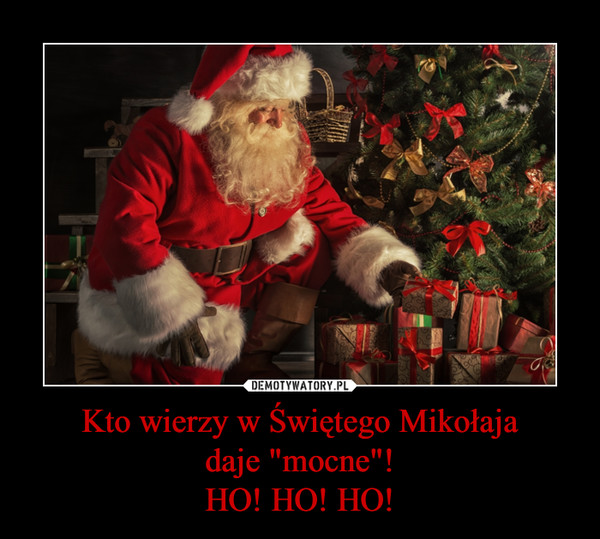 DEMOTYWATORY.PL
Kto wierzy w Świętego Mikołaja
daje "mocne"!
HO! HO! HO!